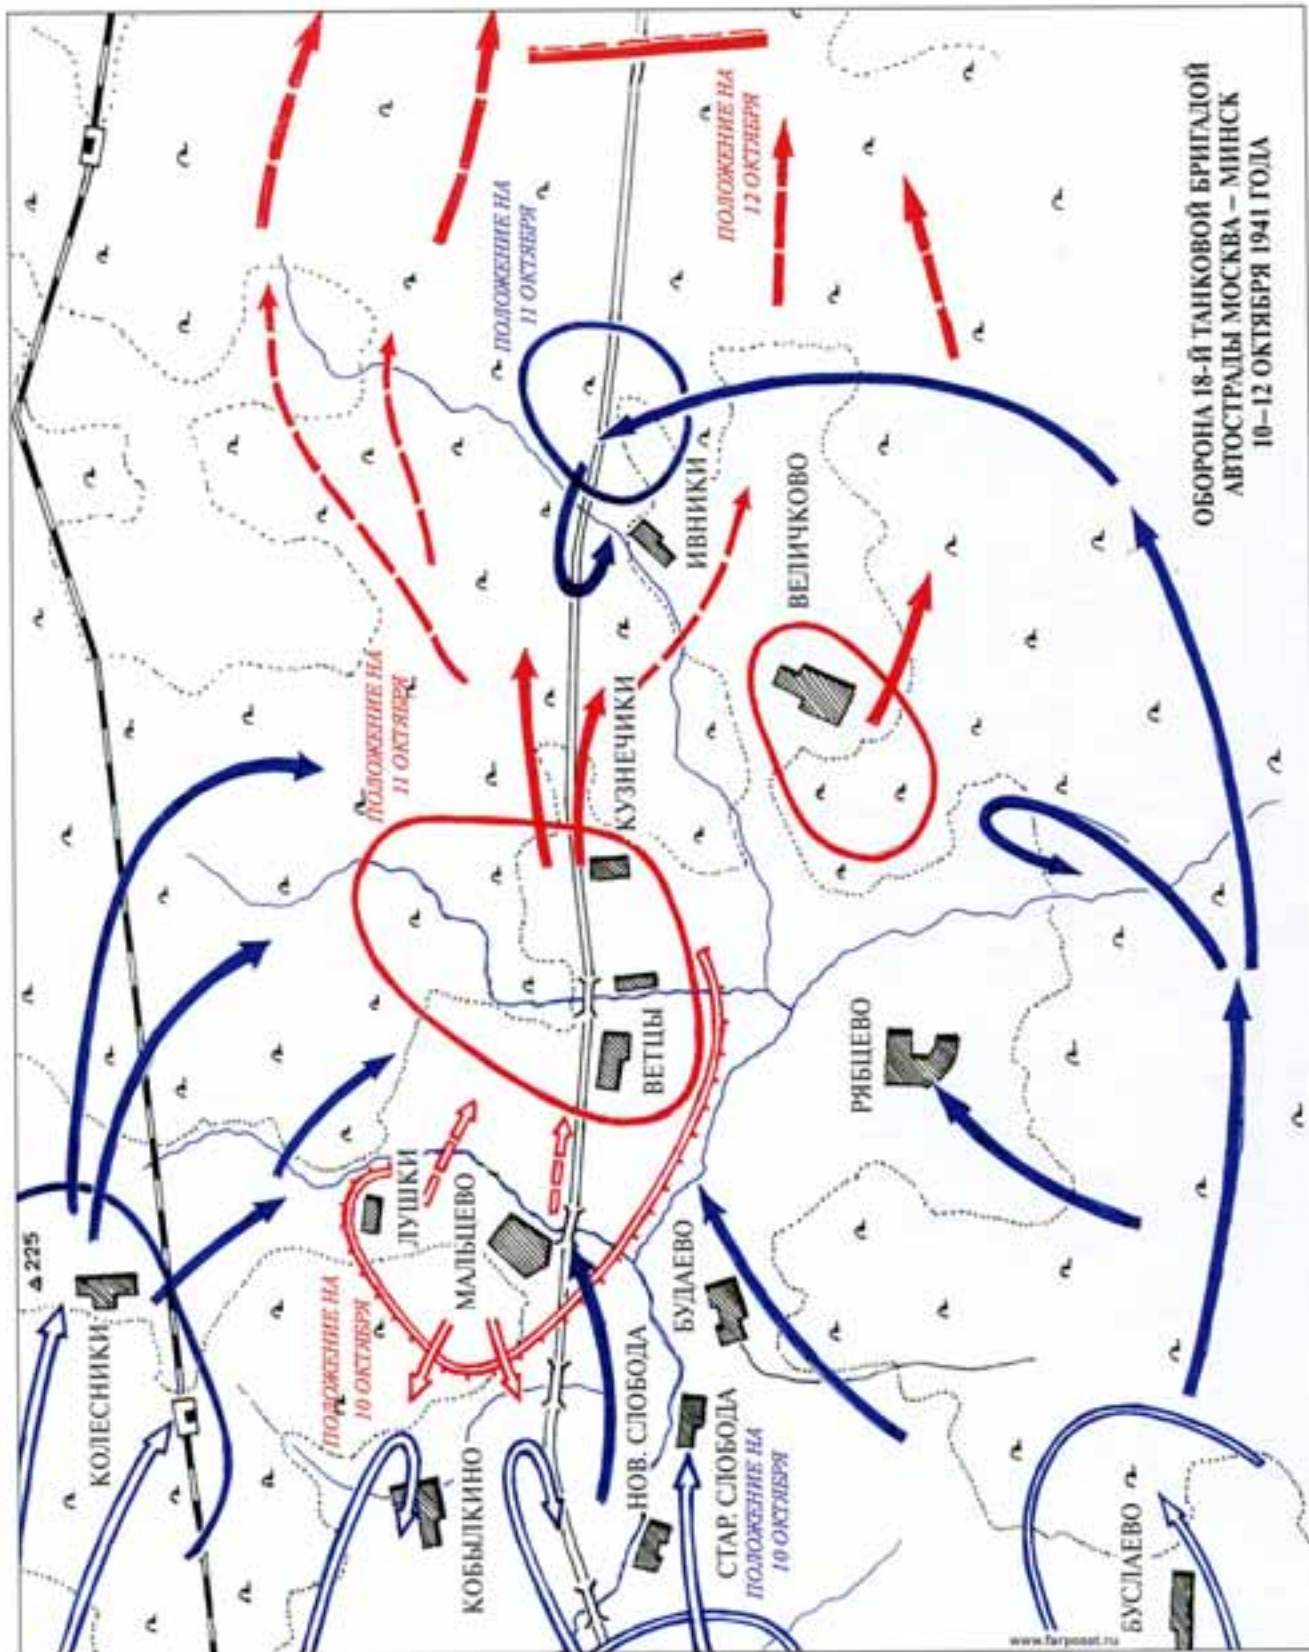 ОБОРОНА 18-Й ТАНКОВОЙ БРИГАДОЙ
АВТОСТРАДЫ МОСКВА – МИНСК
10–12 ОКТЯБРЯ 1941 ГОДА
▵225
КОЛЕСНИКИ
ПОЛОЖЕНИЕ НА
10 ОКТЯБРЯ
ЛУШКИ
МАЛЬЦЕВО
КОБЫЛКИНО
НОВ. СЛОБОДА
СТАР. СЛОБОДА
ПОЛОЖЕНИЕ НА
10 ОКТЯБРЯ
БУДАЕВО
БУСЛАЕВО
РЯБЦЕВО
ВЕТЦЫ
КУЗНЕЧИКИ
ПОЛОЖЕНИЕ НА
11 ОКТЯБРЯ
ВЕЛИЧКОВО
ИВНИКИ
ПОЛОЖЕНИЕ НА
11 ОКТЯБРЯ
ПОЛОЖЕНИЕ НА
12 ОКТЯБРЯ
www.farposst.ru